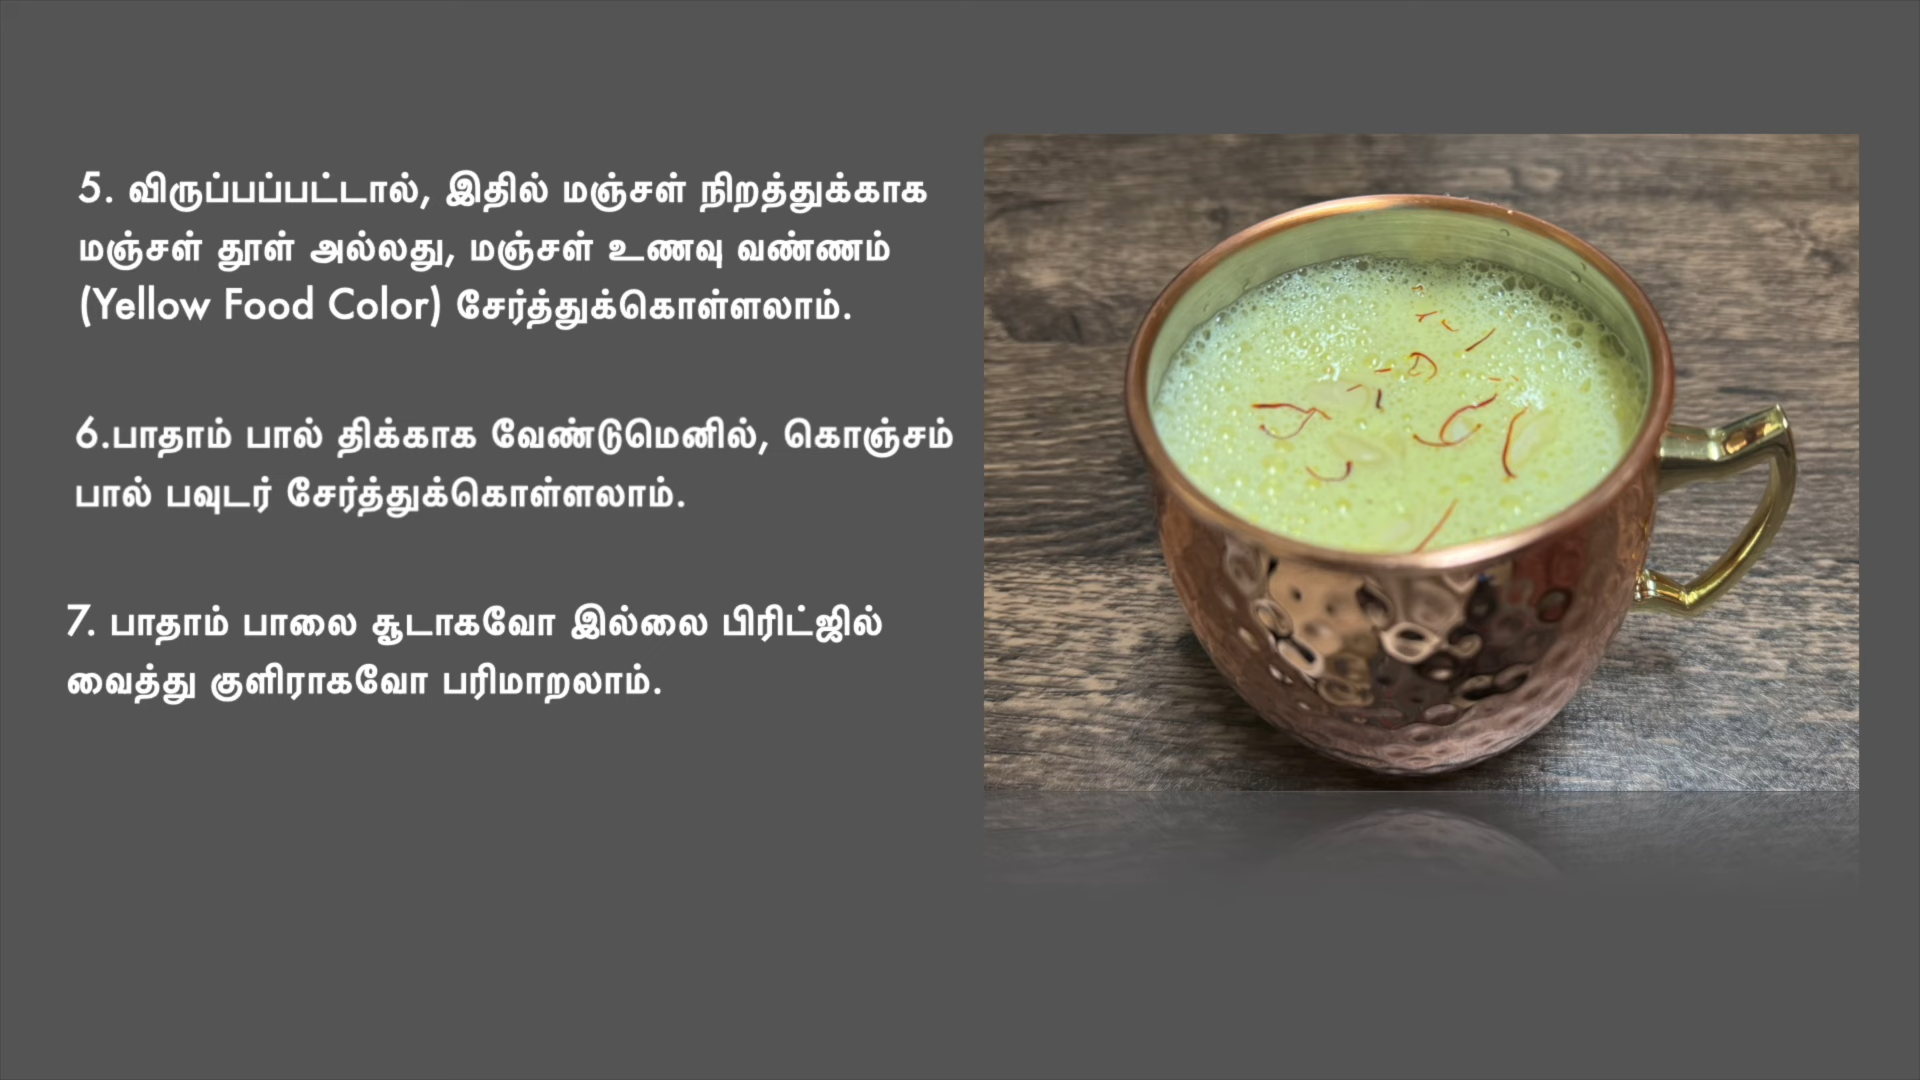 5. விருப்பப்பட்டால், இதில் மஞ்சள் நிறத்துக்காக
மஞ்சள் தூள் அல்லது, மஞ்சள் உணவு வண்ணம்
(Yellow Food Color) சேர்த்துக்கொள்ளலாம்.
6.பாதாம் பால் திக்காக வேண்டுமெனில், கொஞ்சம்
பால் பவுடர் சேர்த்துக்கொள்ளலாம்.
7. பாதாம் பாலை சூடாகவோ இல்லை பிரிட்ஜில்
வைத்து குளிராகவோ பரிமாறலாம்.